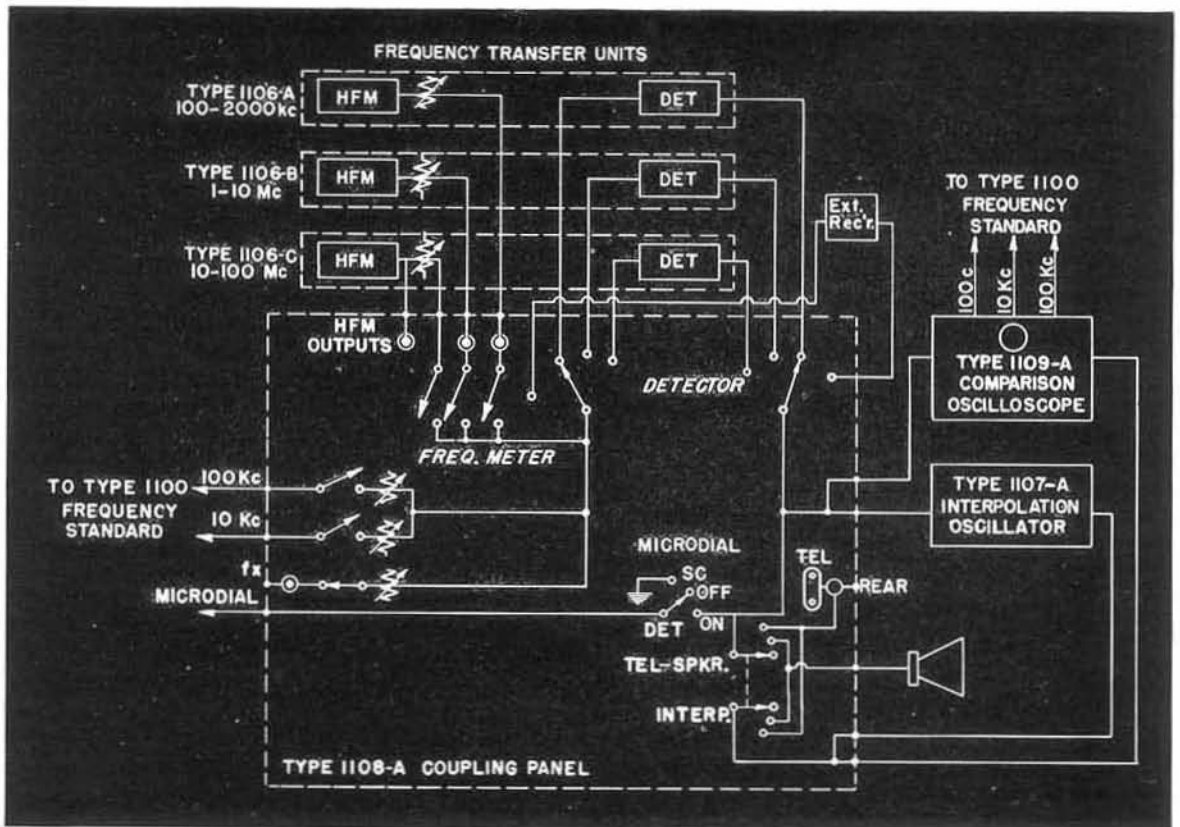 FREQUENCY TRANSFER UNITS
TYPE 1106-A
100-2000 kc
HFM
DET
TYPE 1106-B
1-10 Mc
HFM
DET
TYPE 1106-C
10-100 Mc
HFM
DET
Ext.
Rec'r.
TO TYPE 1100
FREQUENCY
STANDARD
100 c
10 Kc
100 Kc
HFM
OUTPUTS
DETECTOR
TYPE 1109-A
COMPARISON
OSCILLOSCOPE
FREQ. METER
TO TYPE 1100
FREQUENCY
STANDARD
100 Kc
10 Kc
TYPE 1107-A
INTERPOLATION
OSCILLATOR
fx
MICRODIAL
MICRODIAL
SC
OFF
DET
ON
TEL
REAR
TEL-SPKR.
INTERP.
TYPE 1108-A COUPLING PANEL